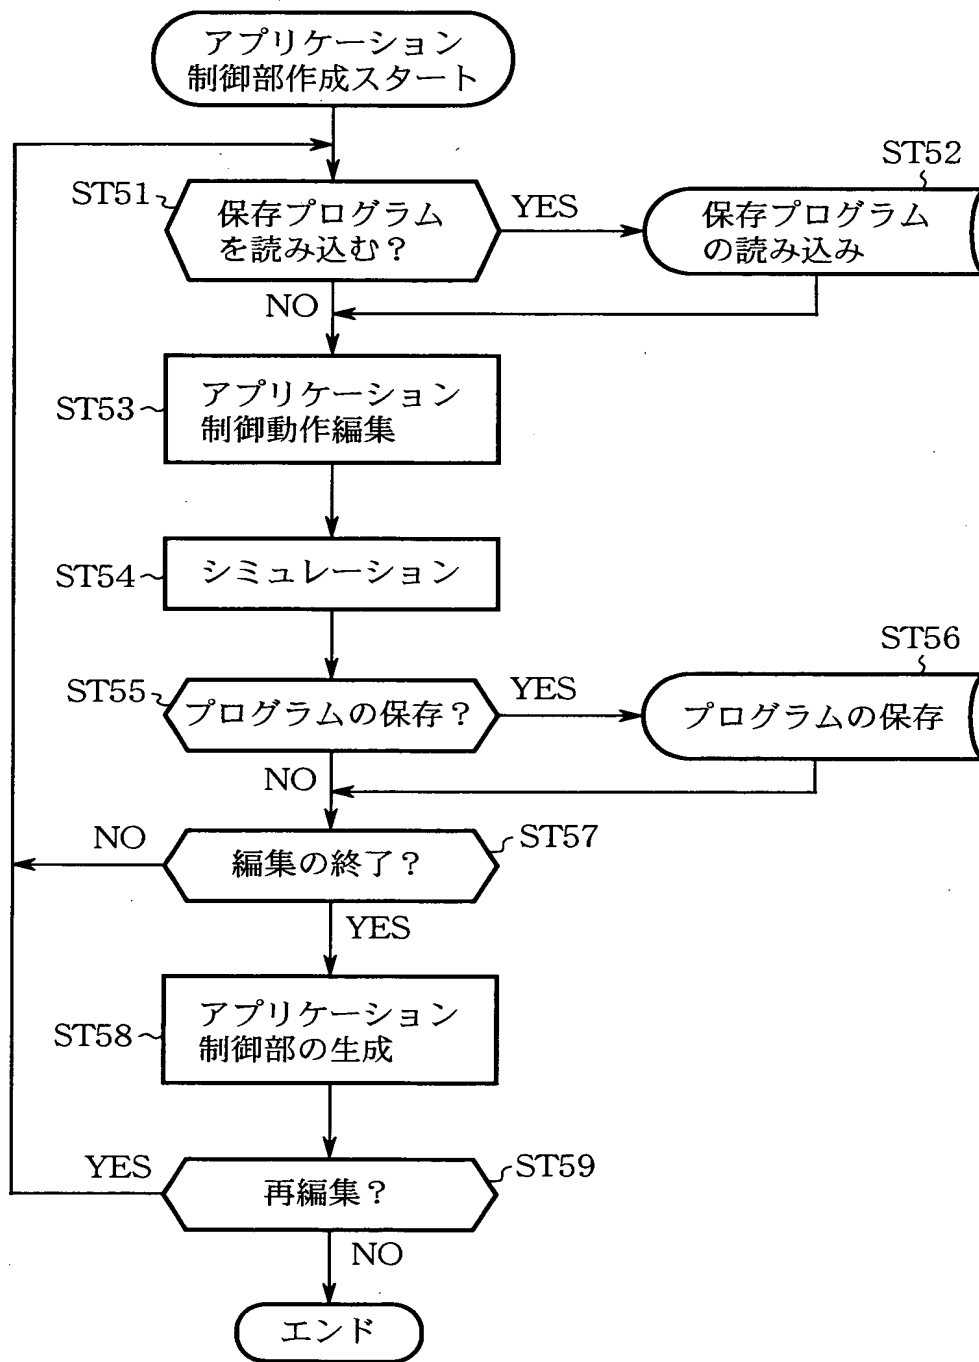 アプリケーション
制御部作成スタート
ST51
保存プログラム
を読み込む?
YES
ST52
保存プログラム
の読み込み
NO
ST53
アプリケーション
制御動作編集
ST54
シミュレーション
ST55
プログラムの保存?
YES
ST56
プログラムの保存
NO
NO
編集の終了?
ST57
YES
ST58
アプリケーション
制御部の生成
YES
再編集?
ST59
NO
エンド